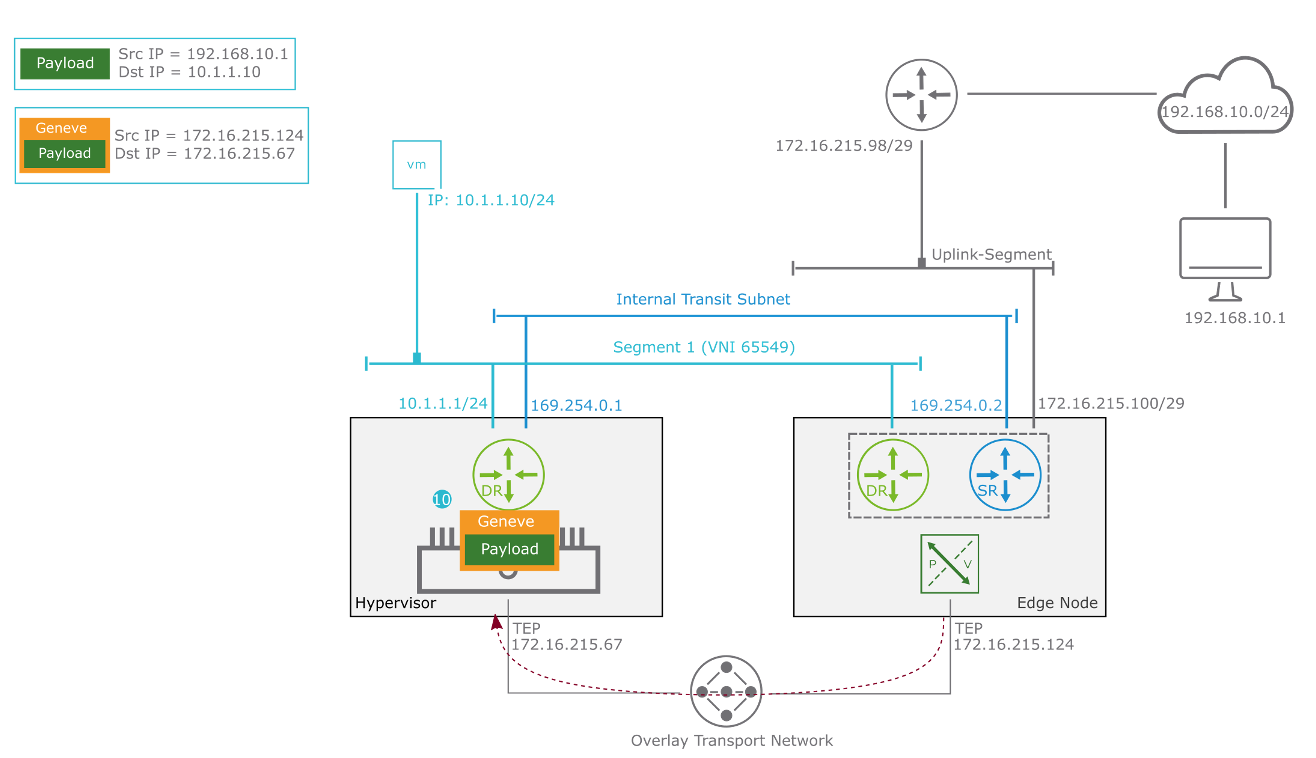 Payload
Src IP = 192.168.10.1
Dst IP = 10.1.1.10
Geneve
Payload
Src IP = 172.16.215.124
Dst IP = 172.16.215.67
192.168.10.0/24
172.16.215.98/29
vm
IP: 10.1.1.10/24
Uplink-Segment
Internal Transit Subnet
192.168.10.1
Segment 1 (VNI 65549)
10.1.1.1/24
169.254.0.1
169.254.0.2
172.16.215.100/29
DR
DR
SR
10
Geneve
Payload
P
V
Hypervisor
Edge Node
TEP
172.16.215.67
TEP
172.16.215.124
Overlay Transport Network